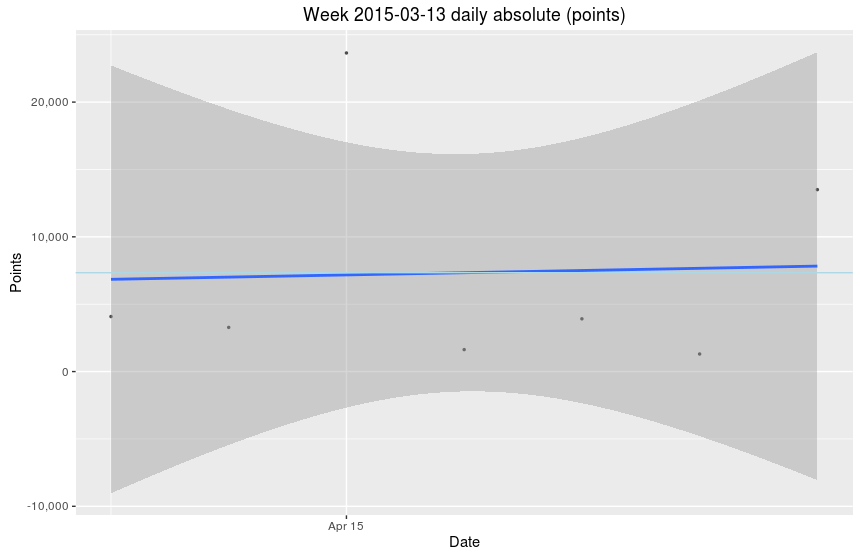 Week 2015-03-13 daily absolute (points)
20,000
10,000
0
-10,000
Points
Apr 15
Date